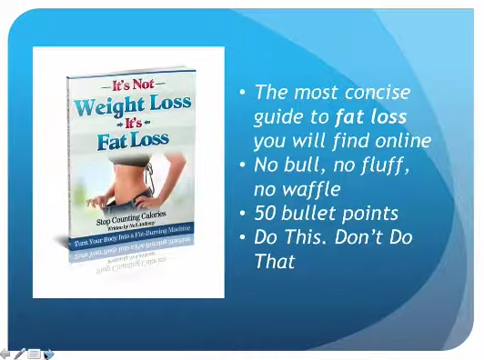 It's Not
Weight Loss
It's
Fat Loss
Stop Counting Calories
Turn Your Body Into a Fat-Burning Machine
• The most concise
guide to fat loss
you will find online
• No bull, no fluff,
no waffle
• 50 bullet points
• Do This. Don't Do
That